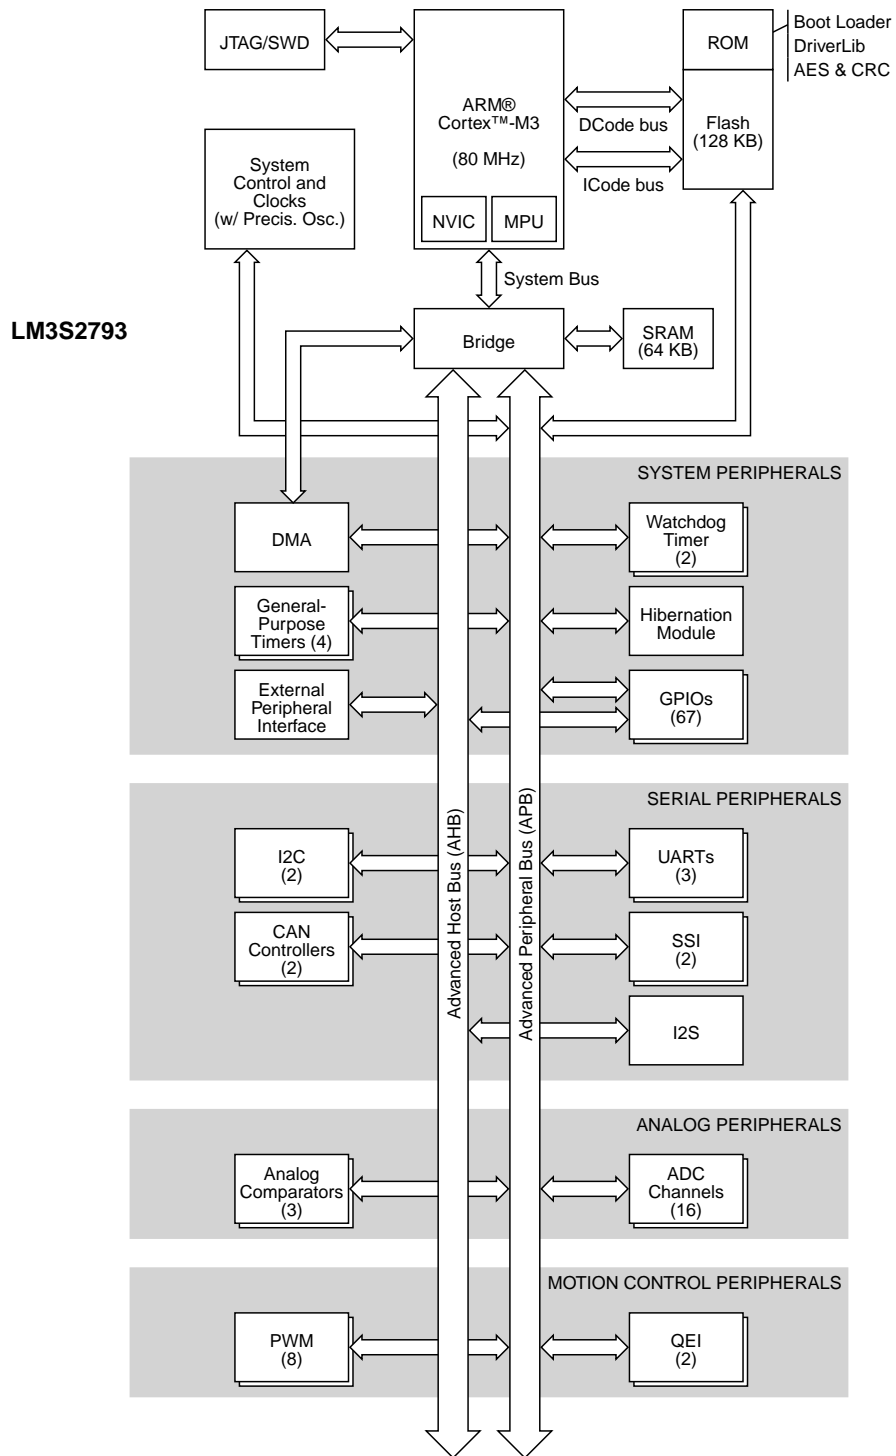 JTAG/SWD
ARM®
Cortex™-M3
(80 MHz)
NVIC
MPU
DCode bus
ICode bus
ROM
Flash
(128 KB)
Boot Loader
DriverLib
AES & CRC
System
Control and
Clocks
(w/ Precis. Osc.)
System Bus
LM3S2793
Bridge
SRAM
(64 KB)
SYSTEM PERIPHERALS
DMA
Watchdog
Timer
(2)
General-
Purpose
Timers (4)
Hibernation
Module
External
Peripheral
Interface
GPIOs
(67)
Advanced Host Bus (AHB)
Advanced Peripheral Bus (APB)
SERIAL PERIPHERALS
I2C
(2)
UARTs
(3)
CAN
Controllers
(2)
SSI
(2)
I2S
ANALOG PERIPHERALS
Analog
Comparators
(3)
ADC
Channels
(16)
MOTION CONTROL PERIPHERALS
PWM
(8)
QEI
(2)